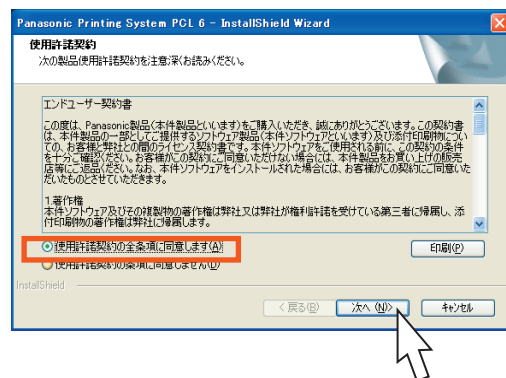 Panasonic Printing System PCL 6 - InstallShield Wizard
使用許諾契約
次の製品使用許諾契約を注意深くお読みください。
エンドユーザー契約書
この度は、Panasonic製品(本件製品といいます)をご購入いただき、誠にありがとうございます。この契約書
は、本件製品の一部としてご提供するソフトウェア製品(本件ソフトウェアといいます)及び添付印刷物につい
ての、お客様と弊社との間のライセンス契約書です。本件ソフトウェアをご使用される前に、この契約の条件
を十分ご確認ください。お客様がこの契約にご同意いただけない場合には、本件製品をお買い上げの販売
店等にご返品ください。なお、本件ソフトウェアをインストールされた場合には、お客様がこの契約にご同意いた
だいたものとさせていただきます。
1.著作権
本件ソフトウェア及びその複製物の著作権は弊社又は弊社が権利許諾を受けている第三者に帰属し、添
付印刷物の著作権は弊社に帰属します。
使用許諾契約の全条項に同意します(A)
印刷(P)
使用許諾契約の条項に同意しません(D)
InstallShield
< 戻る(B)
次へ (N)>
キャンセル